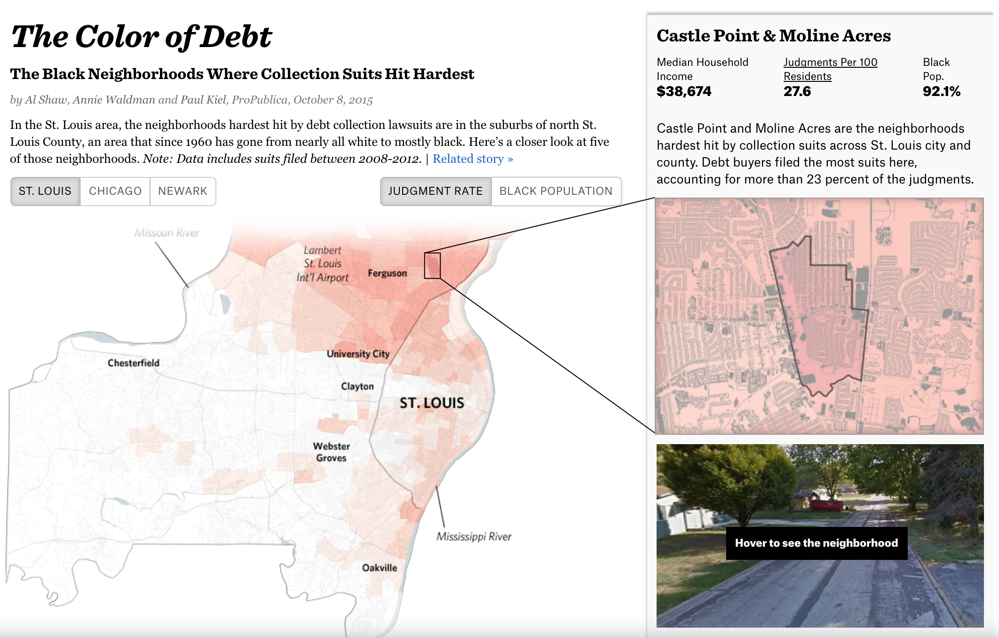 The Color of Debt
The Black Neighborhoods Where Collection Suits Hit Hardest
by Al Shaw, Annie Waldman and Paul Kiel, ProPublica, October 8, 2015
In the St. Louis area, the neighborhoods hardest hit by debt collection lawsuits are in the suburbs of north St.
Louis County, an area that since 1960 has gone from nearly all white to mostly black. Here’s a closer look at five
of those neighborhoods. Note: Data includes suits filed between 2008-2012. | Related story »
ST. LOUIS
CHICAGO
NEWARK
JUDGMENT RATE
BLACK POPULATION
Missouri River
Lambert
St. Louis
Int'l Airport
Ferguson
University City
Chesterfield
Clayton
ST. LOUIS
Webster
Groves
Mississippi River
Oakville
Castle Point & Moline Acres
Median Household
Income
$38,674
Judgments Per 100
Residents
27.6
Black
Pop.
92.1%
Castle Point and Moline Acres are the neighborhoods
hardest hit by collection suits across St. Louis city and
county. Debt buyers filed the most suits here,
accounting for more than 23 percent of the judgments.
Hover to see the neighborhood